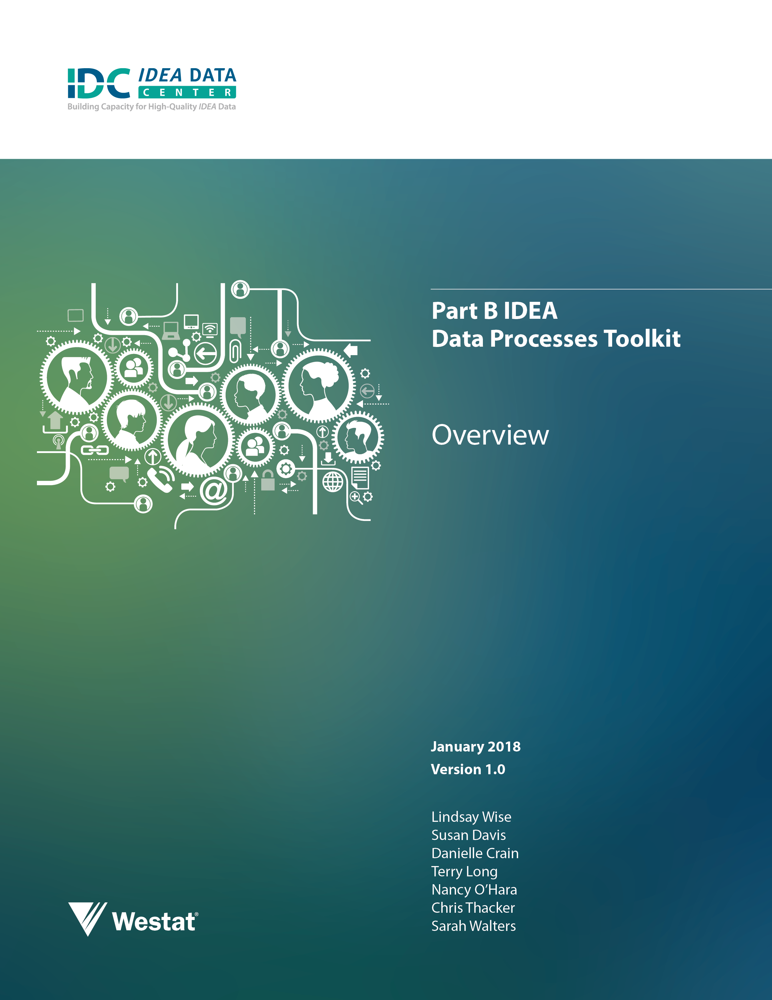 IDC IDEA DATA
CENTER
Building Capacity for High-Quality IDEA Data
Part B IDEA
Data Processes Toolkit
Overview
@
January 2018
Version 1.0
Lindsay Wise
Susan Davis
Danielle Crain
Terry Long
Nancy O’Hara
Chris Thacker
Sarah Walters
Westat®